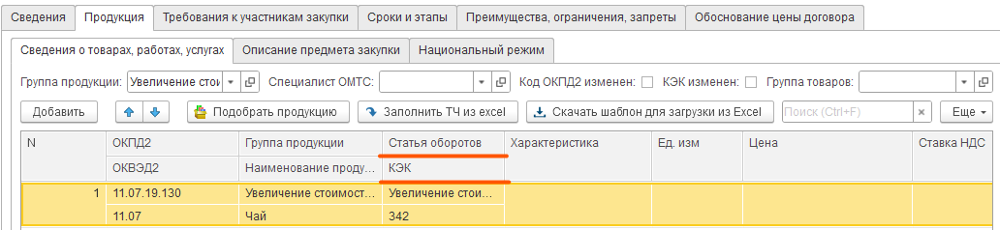 Сведения Продукция Требования к участникам закупки Сроки и этапы Преимущества, ограничения, запреты Обоснование цены договора
Сведения о товарах, работах, услугах Описание предмета закупки Национальный режим
Группа продукции: Увеличение стои Специалист ОМТС: Код ОКПД2 изменен: КЭК изменен: Группа товаров:
Добавить Подобрать продукцию Заполнить ТЧ из excel Скачать шаблон для загрузки из Excel Поиск (Ctrl+F) × Еще
N ОКПД2 Группа продукции Статья оборотов Характеристика Ед. изм Цена Ставка НДС
ОКВЭД2 Наименование проду... КЭК
1 11.07.19.130 Увеличение стоимост... Увеличение стои...
11.07 Чай 342